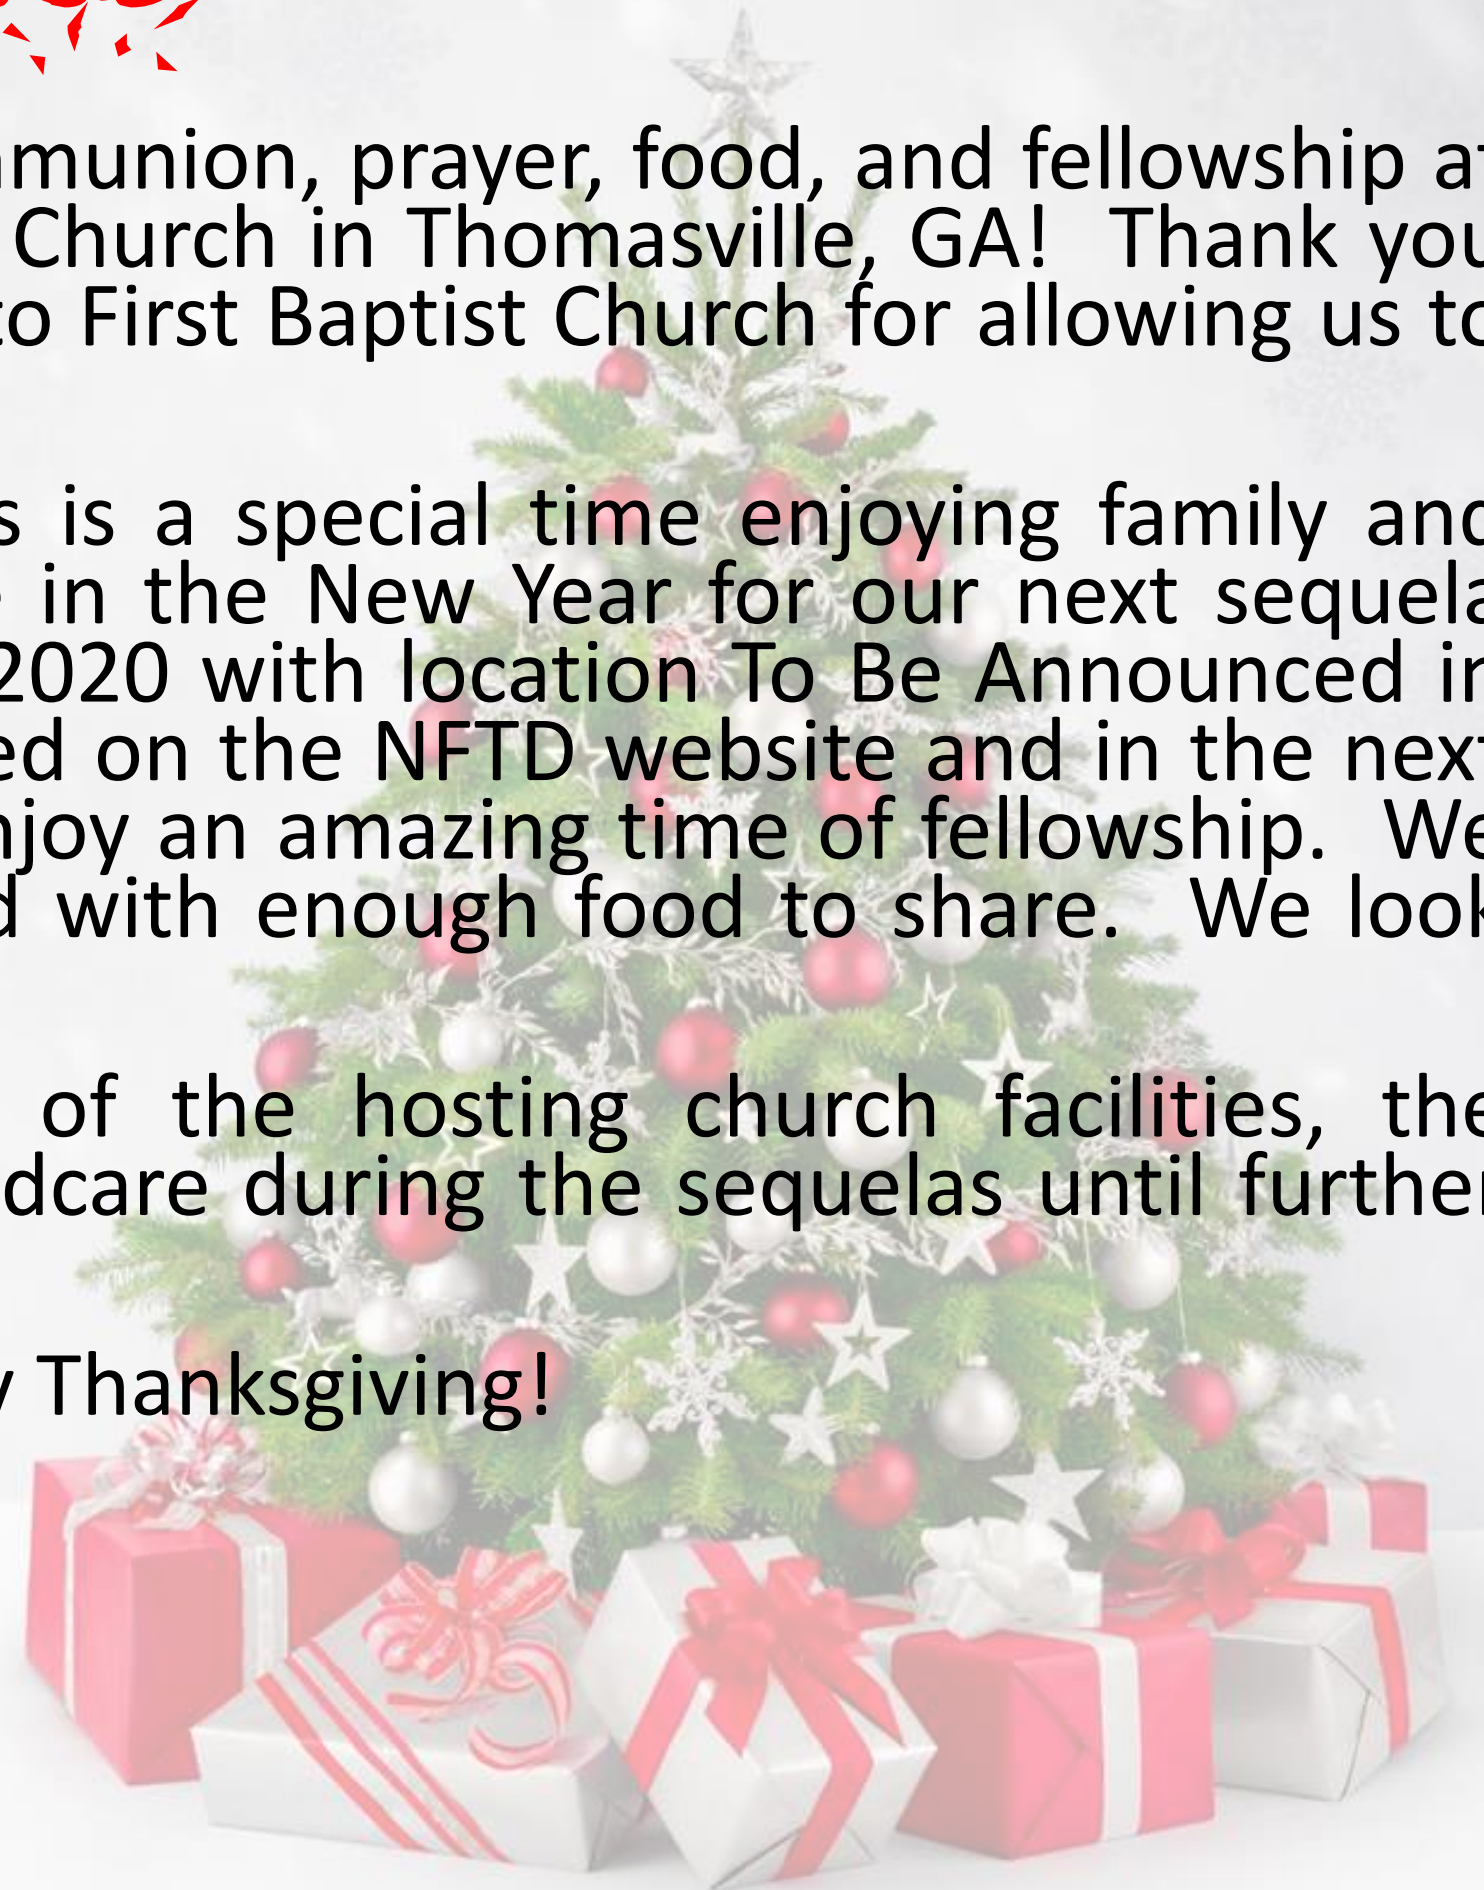 mmunion, prayer, food, and fellowship at
Church in Thomasville, GA!  Thank you
to First Baptist Church for allowing us to
s is a special time enjoying family and
e in the New Year for our next sequela
2020 with location To Be Announced in
ed on the NFTD website and in the next
njoy an amazing time of fellowship.  We
d with enough food to share.  We look
of the hosting church facilities, the
dcare during the sequelas until further
y Thanksgiving!